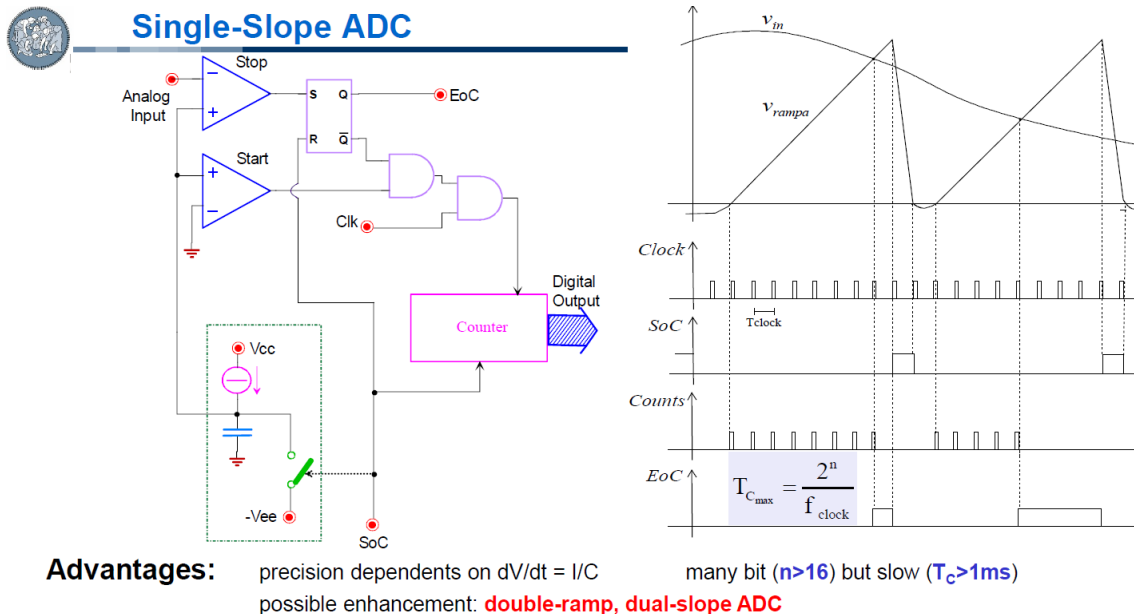 Single-Slope ADC
Stop
Analog
Input
S Q
R Q̅
EoC
Start
Clk
Digital
Output
Counter
Vcc
-Vee
SoC
v_in
v_rampa
Clock
Tclock
SoC
Counts
EoC
T_Cmax = 2^n / f_clock
Advantages: precision dependents on dV/dt = I/C many bit (n>16) but slow (T_C>1ms)
possible enhancement: double-ramp, dual-slope ADC